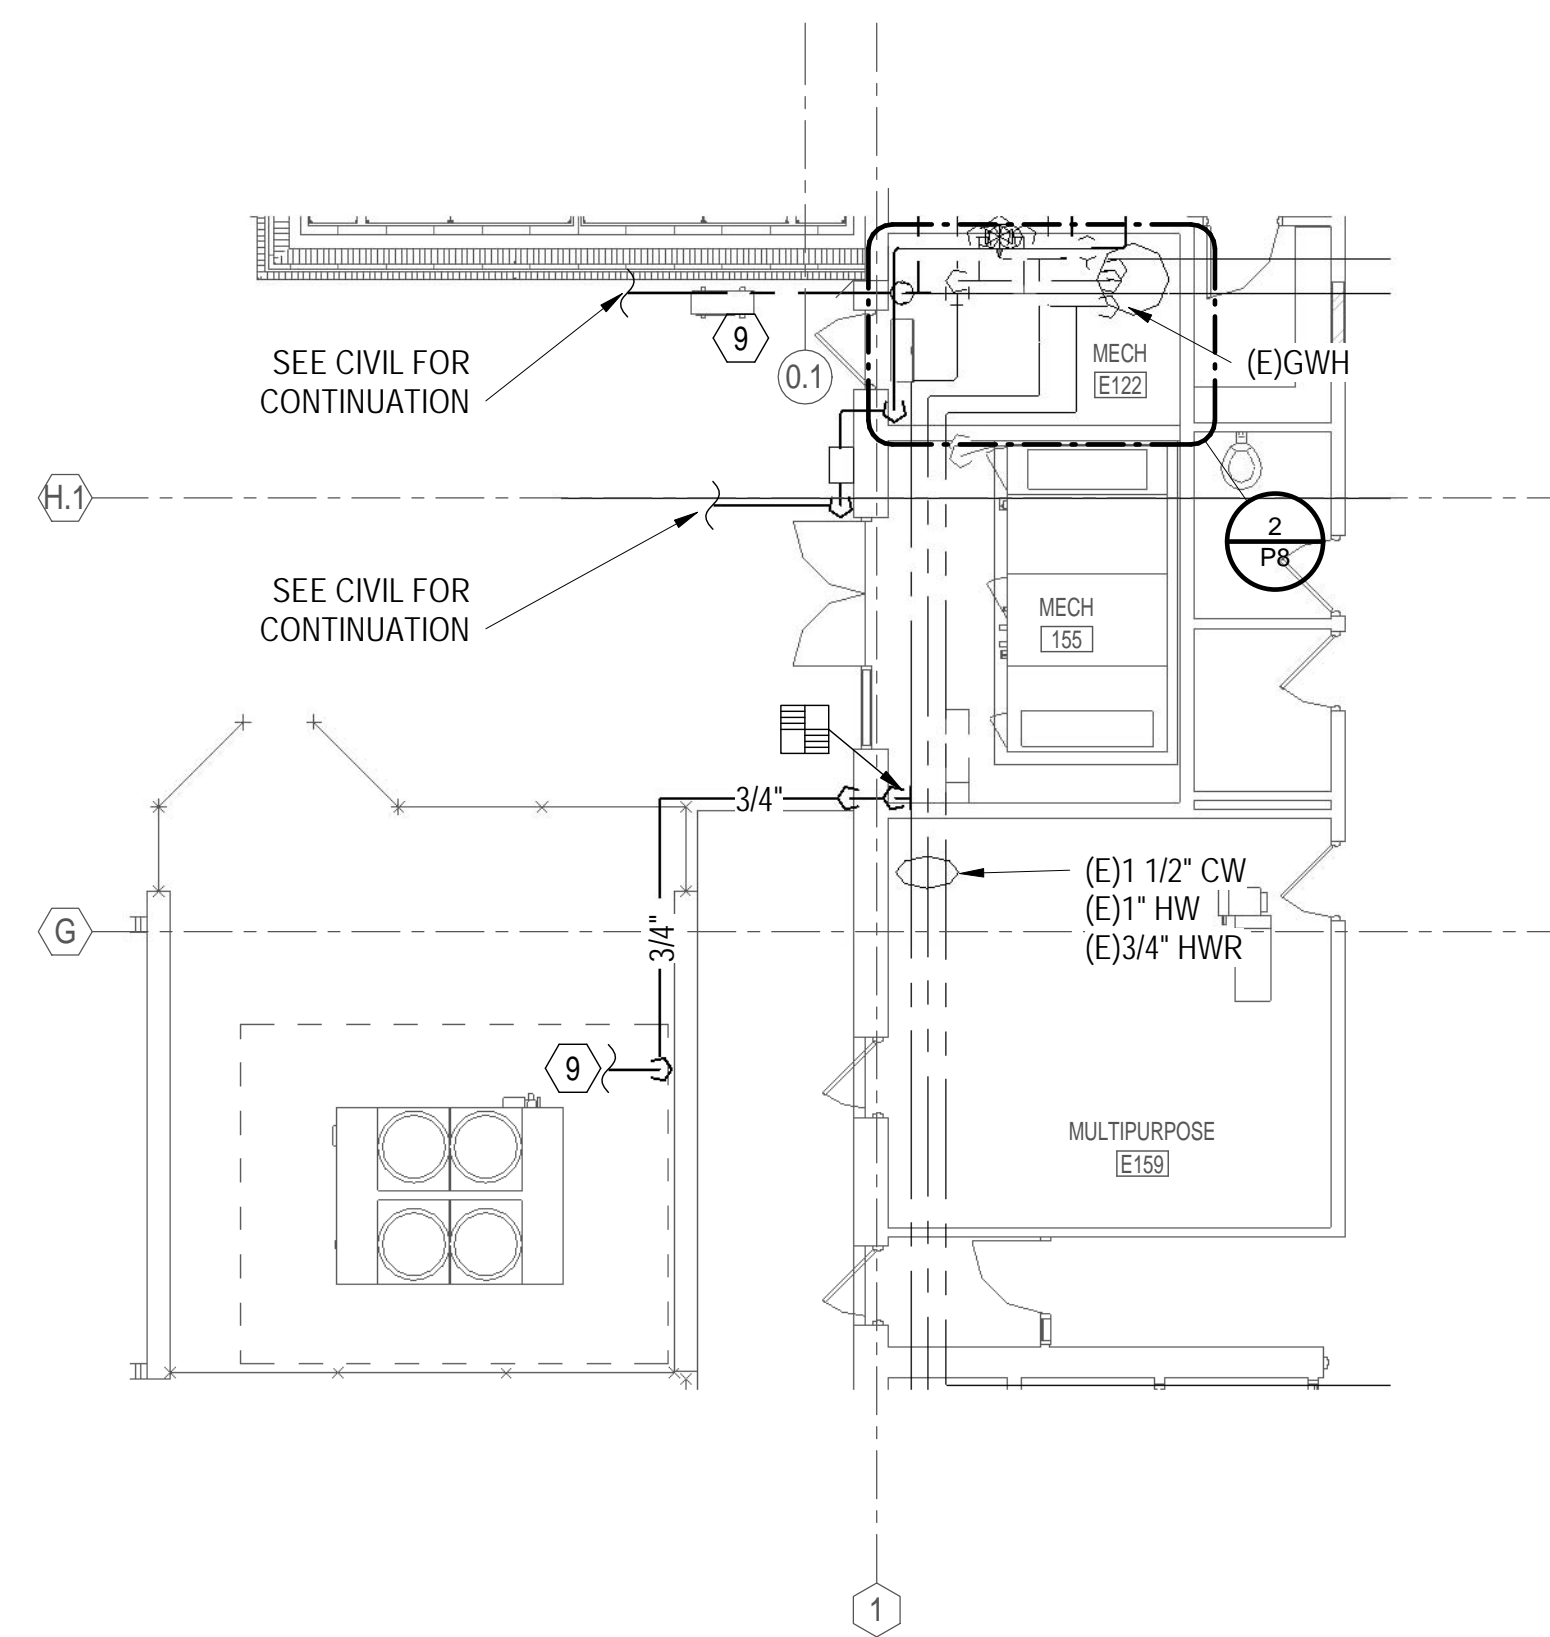 SEE CIVIL FOR
CONTINUATION
9
0.1
MECH
E122
(E)GWH
H.1
2
P8
SEE CIVIL FOR
CONTINUATION
MECH
155
3/4"
(E)1 1/2" CW
(E)1" HW
(E)3/4" HWR
G
3/4"
9
MULTIPURPOSE
E159
1